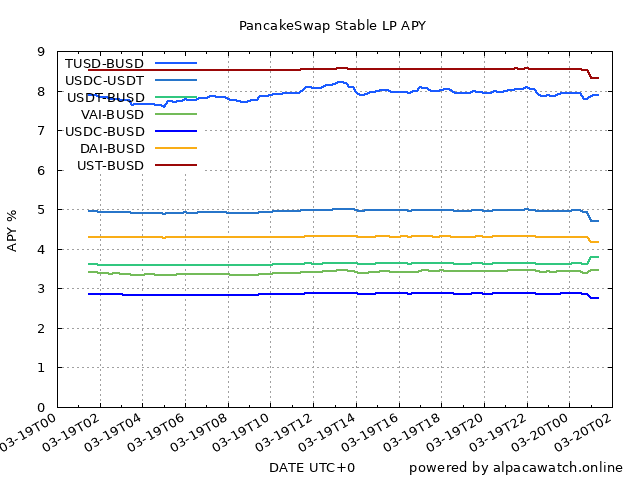 PancakeSwap Stable LP APY
APY %
9
8
7
6
5
4
3
2
1
0
TUSD-BUSD
USDC-USDT
USDT-BUSD
VAI-BUSD
USDC-BUSD
DAI-BUSD
UST-BUSD
03-19T00
03-19T02
03-19T04
03-19T06
03-19T08
03-19T10
03-19T12
03-19T14
03-19T16
03-19T18
03-19T20
03-19T22
03-20T00
03-20T02
DATE UTC+0
powered by alpacawatch.online